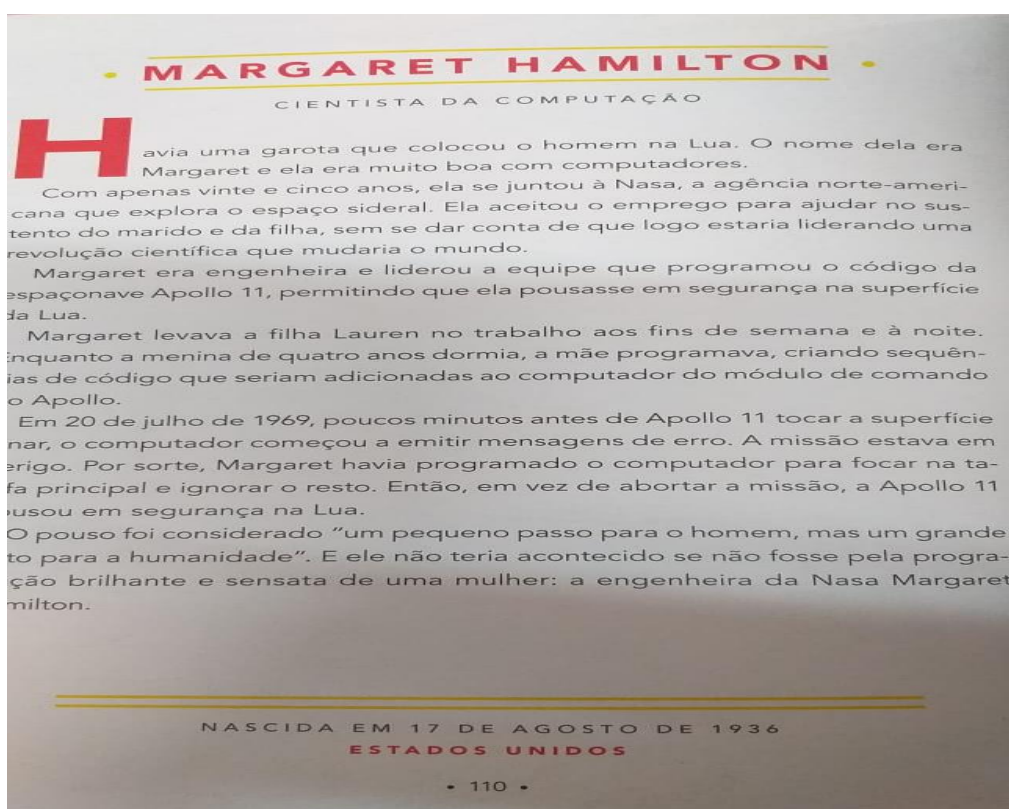 • MARGARET HAMILTON •
CIENTISTA DA COMPUTAÇÃO
Havia uma garota que colocou o homem na Lua. O nome dela era
Margaret e ela era muito boa com computadores.
Com apenas vinte e cinco anos, ela se juntou à Nasa, a agência norte-ameri-
cana que explora o espaço sideral. Ela aceitou o emprego para ajudar no sus-
tento do marido e da filha, sem se dar conta de que logo estaria liderando uma
revolução científica que mudaria o mundo.
Margaret era engenheira e liderou a equipe que programou o código da
espaçonave Apollo 11, permitindo que ela pousasse em segurança na superfície
da Lua.
Margaret levava a filha Lauren no trabalho aos fins de semana e à noite.
Enquanto a menina de quatro anos dormia, a mãe programava, criando sequên-
ias de código que seriam adicionadas ao computador do módulo de comando
o Apollo.
Em 20 de julho de 1969, poucos minutos antes de Apollo 11 tocar a superfície
nar, o computador começou a emitir mensagens de erro. A missão estava em
erigo. Por sorte, Margaret havia programado o computador para focar na ta-
fa principal e ignorar o resto. Então, em vez de abortar a missão, a Apollo 11
ousou em segurança na Lua.
O pouso foi considerado "um pequeno passo para o homem, mas um grande
to para a humanidade". E ele não teria acontecido se não fosse pela progra-
ção brilhante e sensata de uma mulher: a engenheira da Nasa Margaret
milton.
NASCIDA EM 17 DE AGOSTO DE 1936
ESTADOS UNIDOS
• 110 •